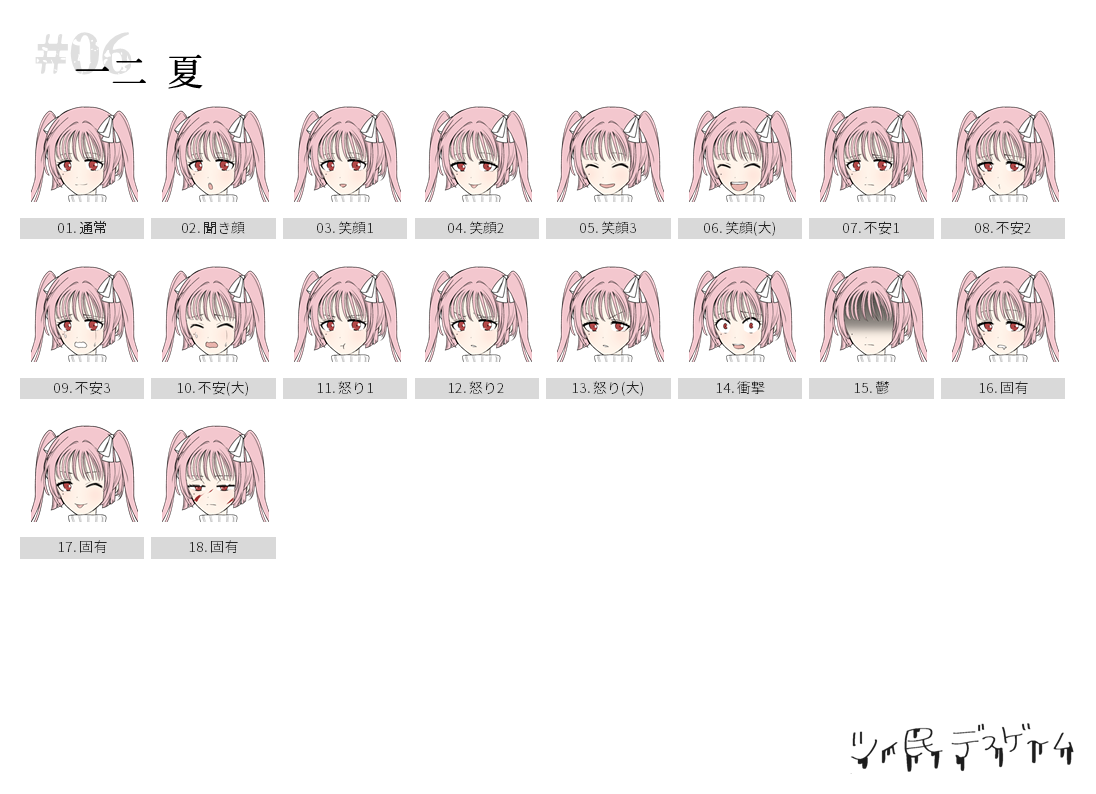 #06
一二 夏
01.通常
02.聞き顔
03.笑顔1
04.笑顔2
05.笑顔3
06.笑顔(大)
07.不安1
08.不安2
09.不安3
10.不安(大)
11.怒り1
12.怒り2
13.怒り(大)
14.衝撃
15.鬱
16.固有
17.固有
18.固有
ツイ民デスゲーム